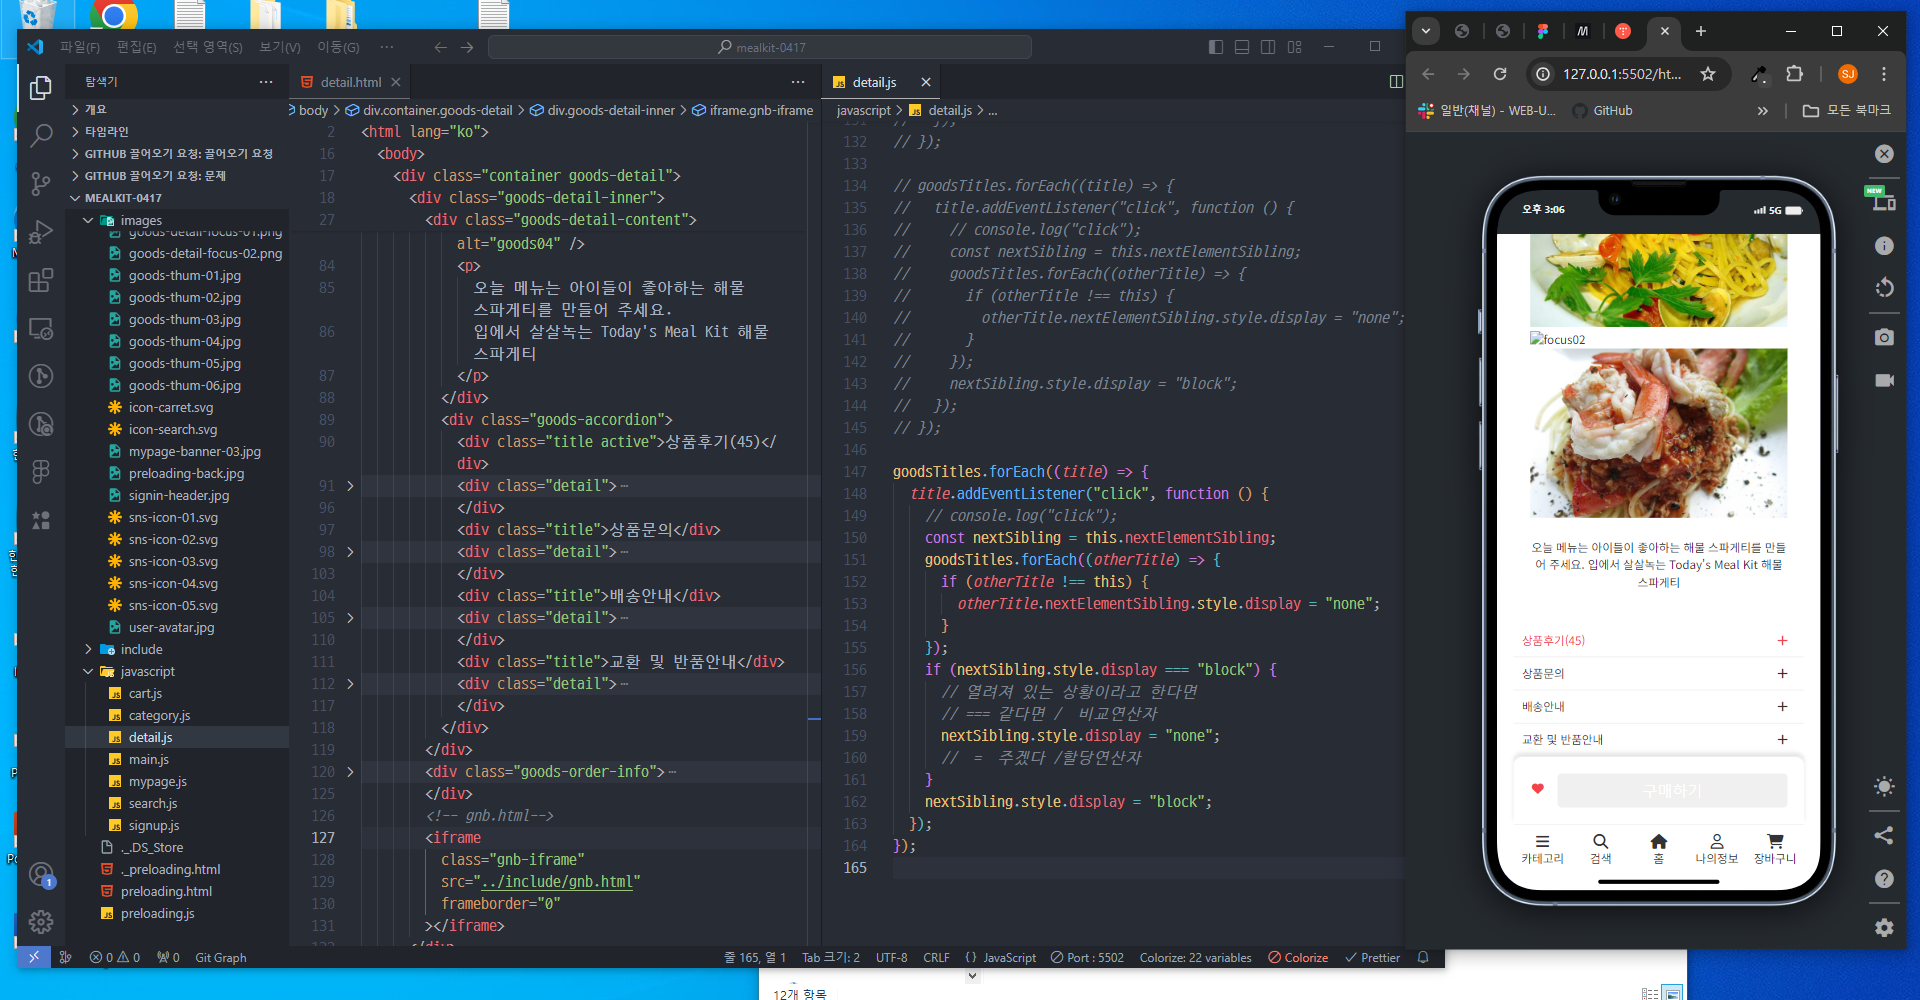 파일(F) 편집(E) 선택 영역(S) 보기(V) 이동(G) ··· mealkit-0417
탐색기 ···
개요
타임라인
GITHUB 끌어오기 요청: 끌어오기 요청
GITHUB 끌어오기 요청: 문제
MEALKIT-0417
images
goods-detail-focus-01.png
goods-detail-focus-02.png
goods-thum-01.jpg
goods-thum-02.jpg
goods-thum-03.jpg
goods-thum-04.jpg
goods-thum-05.jpg
goods-thum-06.jpg
icon-carret.svg
icon-search.svg
mypage-banner-03.jpg
preloading-back.jpg
signin-header.jpg
sns-icon-01.svg
sns-icon-02.svg
sns-icon-03.svg
sns-icon-04.svg
sns-icon-05.svg
user-avatar.jpg
include
javascript
cart.js
category.js
detail.js
main.js
mypage.js
search.js
signup.js
._.DS_Store
._preloading.html
preloading.html
preloading.js
1
detail.html ···
body > div.container.goods-detail > div.goods-detail-inner > iframe.gnb-iframe
2 <html lang="ko">
16 <body>
17 <div class="container goods-detail">
18 <div class="goods-detail-inner">
27 <div class="goods-detail-content">
alt="goods04" />
84 <p>
85 오늘 메뉴는 아이들이 좋아하는 해물
스파게티를 만들어 주세요.
86 입에서 살살녹는 Today's Meal Kit 해물
스파게티
87 </p>
88 </div>
89 <div class="goods-accordion">
90 <div class="title active">상품후기(45)</
div>
91 <div class="detail">···
96 </div>
97 <div class="title">상품문의</div>
98 <div class="detail">···
103 </div>
104 <div class="title">배송안내</div>
105 <div class="detail">···
110 </div>
111 <div class="title">교환 및 반품안내</div>
112 <div class="detail">···
117 </div>
118 </div>
119 </div>
120 <div class="goods-order-info">···
125 </div>
126 <!-- gnb.html-->
127 <iframe
128 class="gnb-iframe"
129 src="../include/gnb.html"
130 frameborder="0"
131 ></iframe>
detail.js
javascript > detail.js > ...
131 // });
132 // });
133
134 // goodsTitles.forEach((title) => {
135 // title.addEventListener("click", function () {
136 // // console.log("click");
137 // const nextSibling = this.nextElementSibling;
138 // goodsTitles.forEach((otherTitle) => {
139 // if (otherTitle !== this) {
140 // otherTitle.nextElementSibling.style.display = "none";
141 // }
142 // });
143 // nextSibling.style.display = "block";
144 // });
145 // });
146
147 goodsTitles.forEach((title) => {
148 title.addEventListener("click", function () {
149 // console.log("click");
150 const nextSibling = this.nextElementSibling;
151 goodsTitles.forEach((otherTitle) => {
152 if (otherTitle !== this) {
153 otherTitle.nextElementSibling.style.display = "none";
154 }
155 });
156 if (nextSibling.style.display === "block") {
157 // 열려져 있는 상황이라고 한다면
158 // === 같다면 / 비교연산자
159 nextSibling.style.display = "none";
160 // = 주겠다 /할당연산자
161 }
162 nextSibling.style.display = "block";
163 });
164 });
165
0 0 0 Git Graph 줄 165, 열 1 Tab 크기: 2 UTF-8 CRLF {} JavaScript Port : 5502 Colorize: 22 variables Colorize Prettier
12개 항목
127.0.0.1:5502/ht... SJ
일반(채널) - WEB-U... GitHub » 모든 북마크
NEW
오후 3:06 5G
focus02
오늘 메뉴는 아이들이 좋아하는 해물 스파게티를 만들
어 주세요. 입에서 살살녹는 Today's Meal Kit 해물
스파게티
상품후기(45) +
상품문의 +
배송안내 +
교환 및 반품안내 +
구매하기
카테고리 검색 홈 나의정보 장바구니